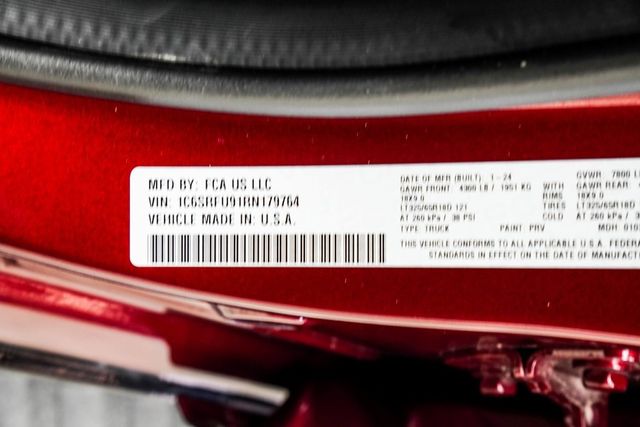 MFD BY: FCA US LLC
VIN: 1C6SRFU91RN179764
VEHICLE MADE IN U.S.A.
DATE OF MFR (BUILT): 1-24 GVWR 7800
GAWR FRONT: 4300 LB / 1951 KG WITH GAWR REAR
18X9.0 RIMS 18X9.0
LT325/65R18D 121 TIRES LT325/65R18D
AT 260 kPa / 38 PSI COLD AT 260 kPa
TYPE TRUCK PAINT PRV MDH
THIS VEHICLE CONFORMS TO ALL APPLICABLE U.S.A.
STANDARDS IN EFFECT ON THE DATE OF MANUFAC